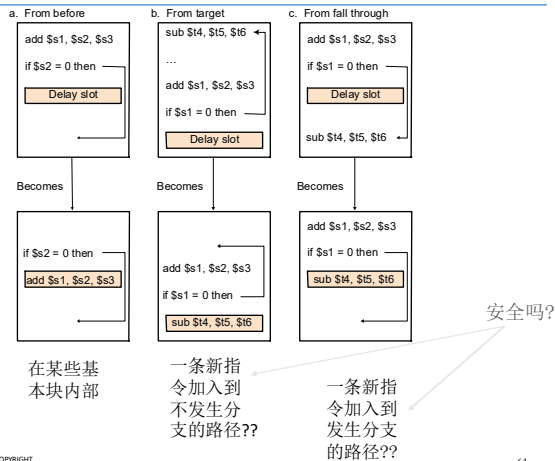 a. From before
b. From target
c. From fall through
add $s1, $s2, $s3
if $s2 = 0 then
Delay slot
sub $t4, $t5, $t6
…
add $s1, $s2, $s3
if $s1 = 0 then
Delay slot
add $s1, $s2, $s3
if $s1 = 0 then
Delay slot
sub $t4, $t5, $t6
Becomes
Becomes
Becomes
if $s2 = 0 then
add $s1, $s2, $s3
add $s1, $s2, $s3
if $s1 = 0 then
sub $t4, $t5, $t6
add $s1, $s2, $s3
if $s1 = 0 then
sub $t4, $t5, $t6
安全吗?
在某些基
本块内部
一条新指
令加入到
不发生分
支的路径??
一条新指
令加入到
发生分支
的路径??